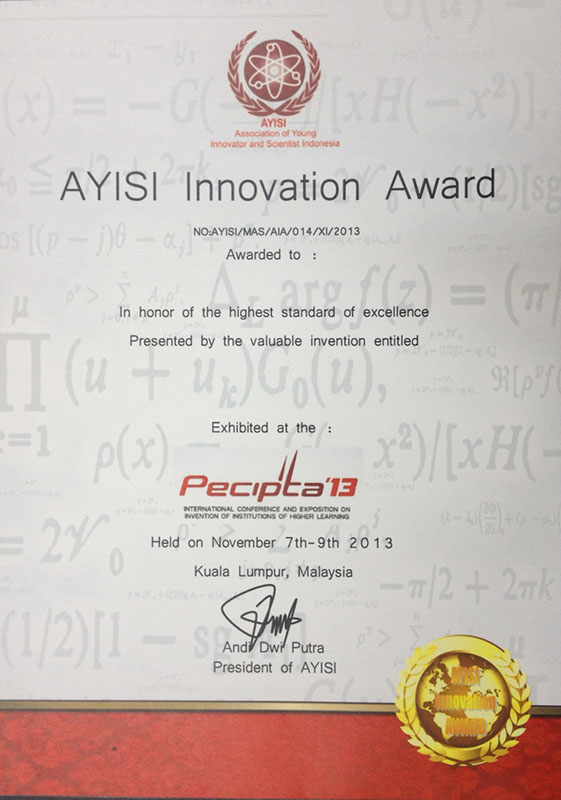 AYISI
Association of Young
Innovator and Scientist Indonesia
AYISI Innovation Award
NO:AYISI/MAS/AIA/014/XI/2013
Awarded to :
In honor of the highest standard of excellence
Presented by the valuable invention entitled
Exhibited at the :
Pecipta'13
INTERNATIONAL CONFERENCE AND EXPOSITION ON
INVENTION OF INSTITUTIONS OF HIGHER LEARNING
Held on November 7th-9th 2013
Kuala Lumpur, Malaysia
Andi Dwi Putra
President of AYISI
AYISI
Innovation
AWARD